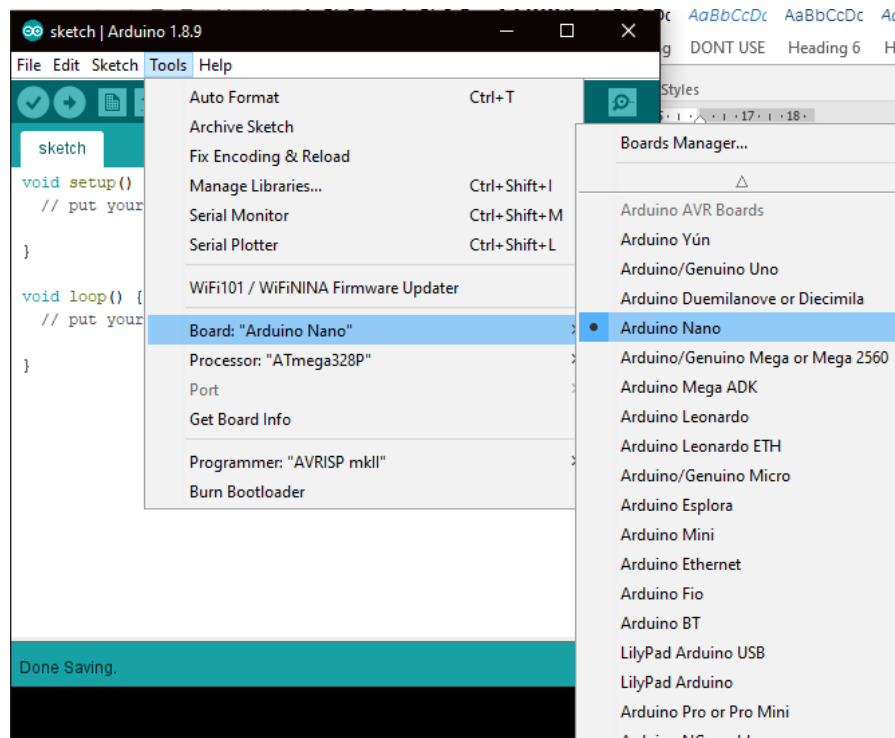 sketch | Arduino 1.8.9
AaBbCcDc AaBbCcDc
DONT USE Heading 6
Styles
17 18
File Edit Sketch Tools Help
sketch
void setup()
// put your
}
void loop() {
// put your
}
Auto Format Ctrl+T
Archive Sketch
Fix Encoding & Reload
Manage Libraries... Ctrl+Shift+I
Serial Monitor Ctrl+Shift+M
Serial Plotter Ctrl+Shift+L
WiFi101 / WiFiNINA Firmware Updater
Board: "Arduino Nano"
Processor: "ATmega328P"
Port
Get Board Info
Programmer: "AVRISP mkII"
Burn Bootloader
Boards Manager...
Arduino AVR Boards
Arduino Yún
Arduino/Genuino Uno
Arduino Duemilanove or Diecimila
Arduino Nano
Arduino/Genuino Mega or Mega 2560
Arduino Mega ADK
Arduino Leonardo
Arduino Leonardo ETH
Arduino/Genuino Micro
Arduino Esplora
Arduino Mini
Arduino Ethernet
Arduino Fio
Arduino BT
LilyPad Arduino USB
LilyPad Arduino
Arduino Pro or Pro Mini
Done Saving.